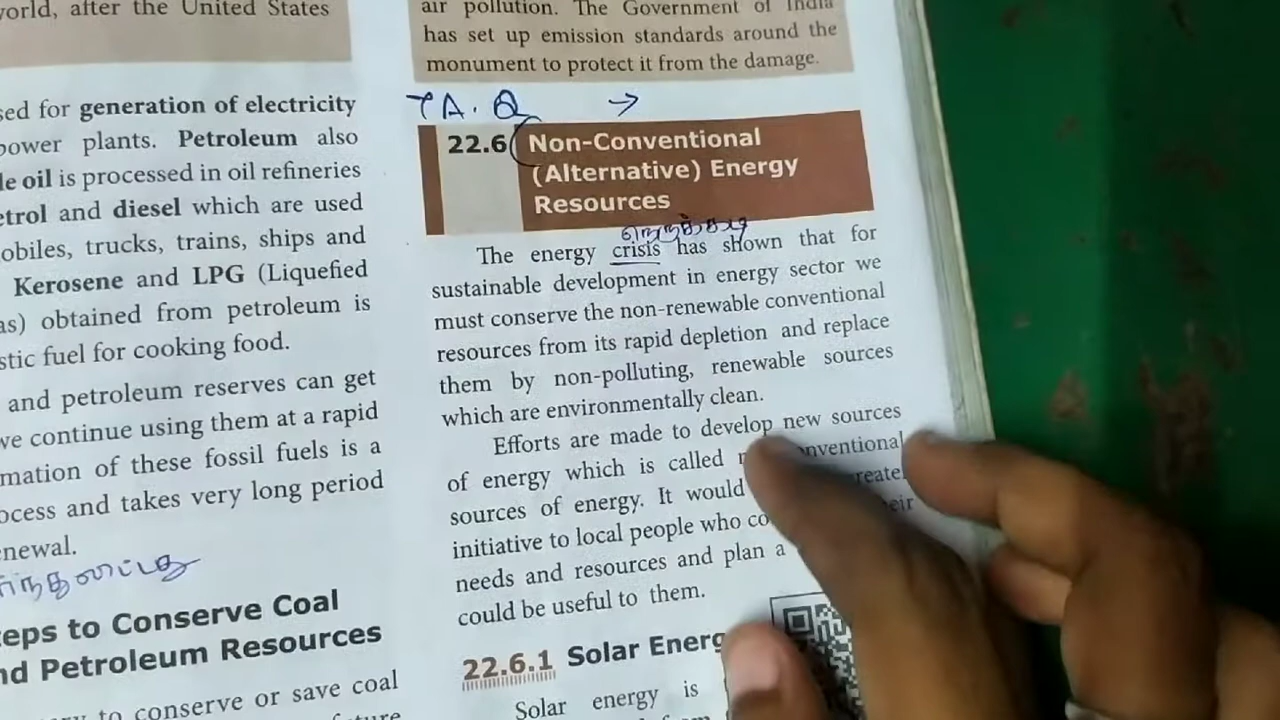 world, after the United States
sed for generation of electricity
power plants. Petroleum also
le oil is processed in oil refineries
etrol and diesel which are used
obiles, trucks, trains, ships and
Kerosene and LPG (Liquefied
as) obtained from petroleum is
stic fuel for cooking food.
and petroleum reserves can get
we continue using them at a rapid
mation of these fossil fuels is a
ocess and takes very long period
enewal.
teps to Conserve Coal
nd Petroleum Resources
to conserve or save coal
air pollution. The Government of India
has set up emission standards around the
monument to protect it from the damage.
22.6 Non-Conventional
(Alternative) Energy
Resources
நெருக்கடி
The energy crisis has shown that for
sustainable development in energy sector we
must conserve the non-renewable conventional
resources from its rapid depletion and replace
them by non-polluting, renewable sources
which are environmentally clean.
Efforts are made to develop new sources
of energy which is called
sources of energy. It would
initiative to local people who
needs and resources and plan a
could be useful to them.
22.6.1 Solar Energ
Solar energy is